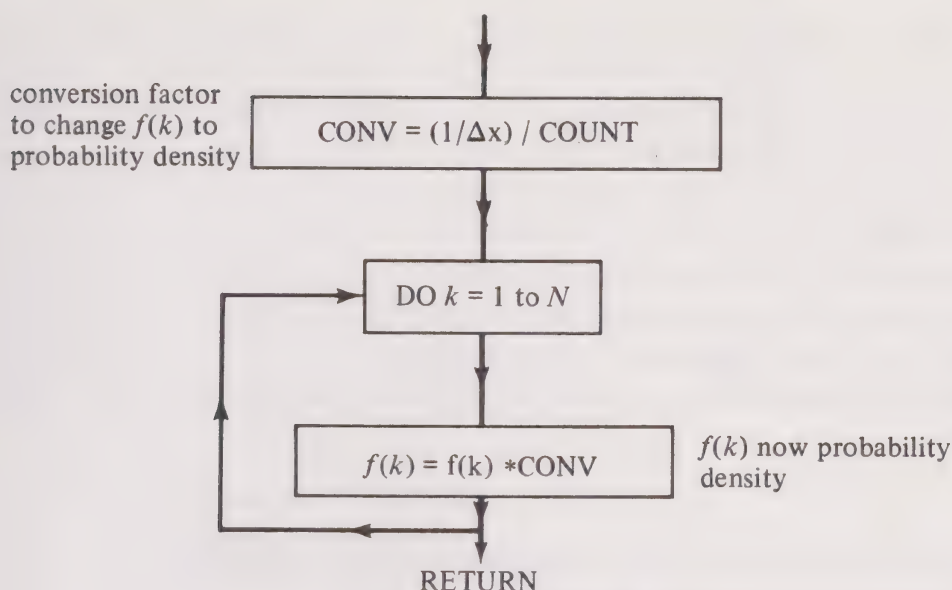 conversion factor
to change f(k) to
probability density
CONV = (1/Δx) / COUNT
DO k = 1 to N
f(k) = f(k) *CONV
f(k) now probability
density
RETURN